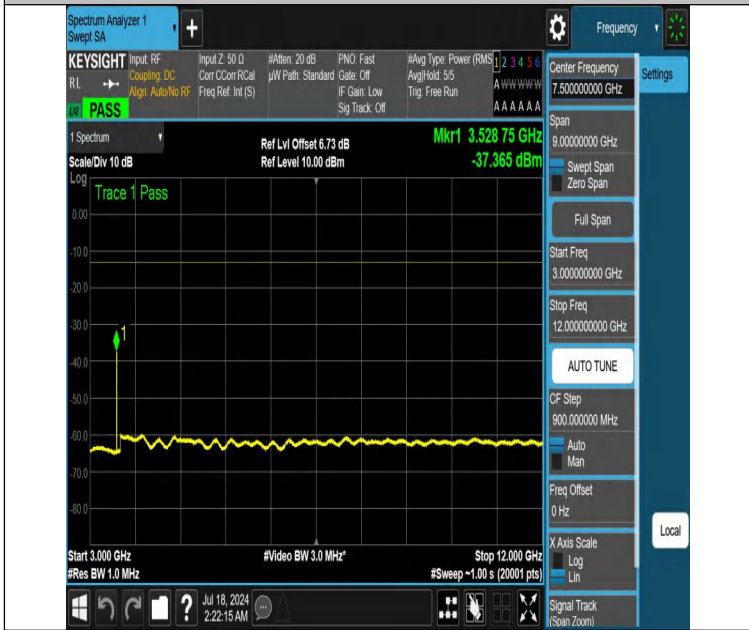 Spectrum Analyzer 1
Swept SA
+
Frequency
KEYSIGHT
RL
PASS
Input: RF
Coupling: DC
Align: Auto/No RF
Input Z: 50 Ω
Corr CCorr RCal
Freq Ref: Int (S)
#Atten: 20 dB
µW Path: Standard
PNO: Fast
Gate: Off
IF Gain: Low
Sig Track: Off
#Avg Type: Power (RMS
Avg|Hold: 5/5
Trig: Free Run
1 2 3 4 5 6
A W W W W W
A A A A A A
1 Spectrum
Scale/Div 10 dB
Ref Lvl Offset 6.73 dB
Ref Level 10.00 dBm
Mkr1 3.528 75 GHz
-37.365 dBm
Log
Trace 1 Pass
0.00
-10.0
-20.0
-30.0
1
-40.0
-50.0
-60.0
-70.0
-80.0
Start 3.000 GHz
#Res BW 1.0 MHz
#Video BW 3.0 MHz*
Stop 12.000 GHz
#Sweep ~1.00 s (20001 pts)
Jul 18, 2024
2:22:15 AM
?
Center Frequency
7.500000000 GHz
Settings
Span
9.00000000 GHz
Swept Span
Zero Span
Full Span
Start Freq
3.000000000 GHz
Stop Freq
12.000000000 GHz
AUTO TUNE
CF Step
900.000000 MHz
Auto
Man
Freq Offset
0 Hz
X Axis Scale
Log
Lin
Local
Signal Track
(Span Zoom)